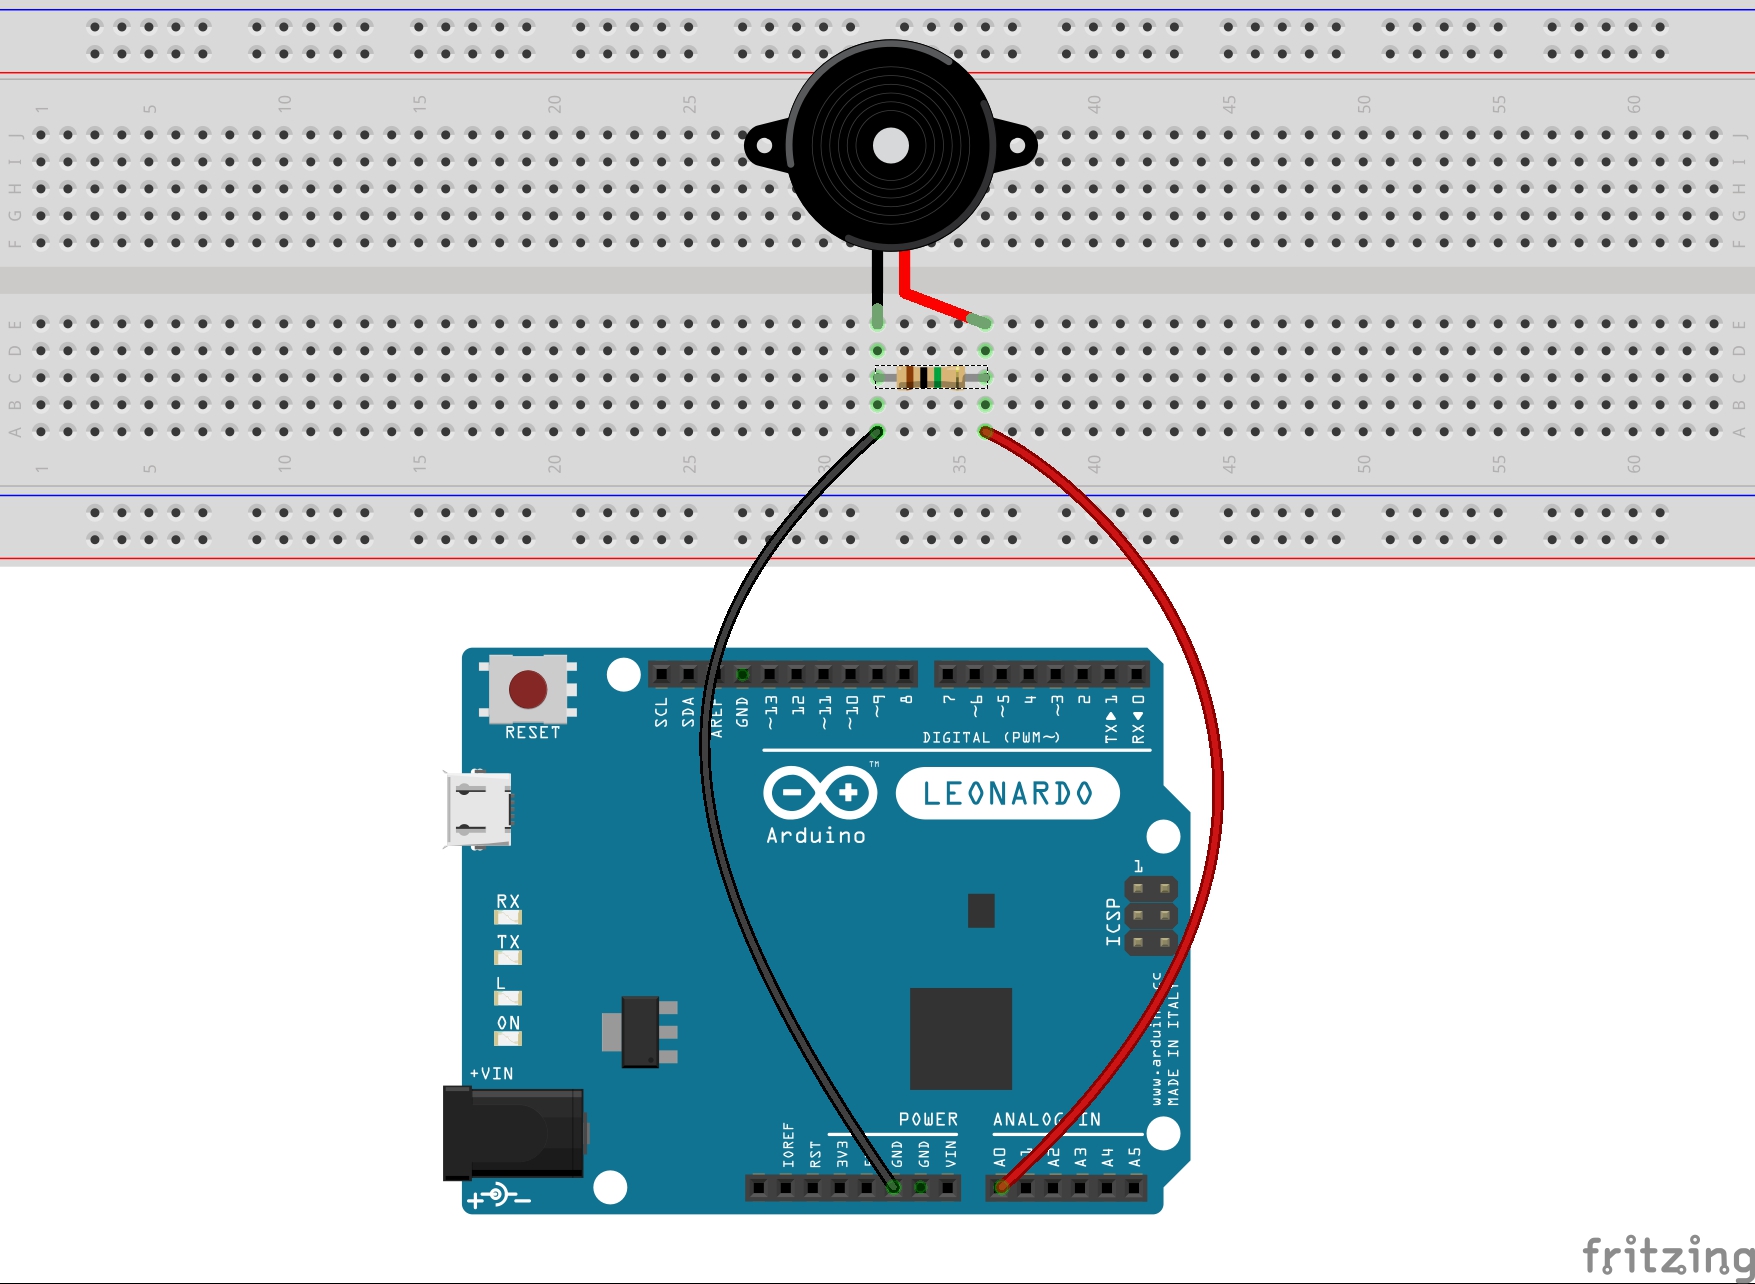 1 5 10 15 20 25 40 45 50 55 60
J J
I I
H H
G G
F F
E E
D D
C C
B B
A A
1 5 10 15 20 25 30 35 40 45 50 55 60
RESET
SCL SDA AREF GND ~13 12 ~11 ~10 ~9 8 7 ~6 ~5 4 ~3 2 TX▶1 RX◀0
DIGITAL (PWM~)
TM
LEONARDO
Arduino
1
ICSP
RX
TX
L
ON
+VIN
www.arduino.cc
MADE IN ITALY
POWER
ANALOG IN
IOREF RST 3V3 GND GND VIN A0 A2 A3 A4 A5
+ -
fritzing